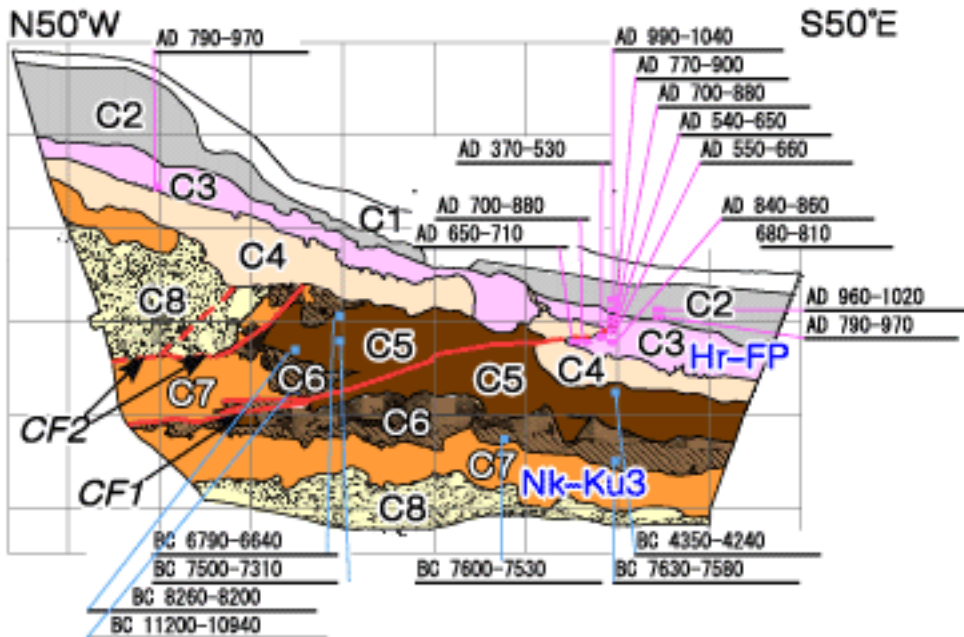 N50°W
S50°E
AD 790-970
AD 990-1040
AD 770-900
AD 700-880
AD 540-650
AD 370-530
AD 550-660
AD 700-880
AD 840-860
AD 650-710
680-810
AD 960-1020
AD 790-970
C2
C3
C1
C4
C2
C8
C3
Hr-FP
C5
C4
C5
C6
C7
CF2
C6
C7
CF1
Nk-Ku3
C8
BC 6790-6640
BC 4350-4240
BC 7500-7310
BC 7600-7530
BC 7630-7580
BC 8260-8200
BC 11200-10940